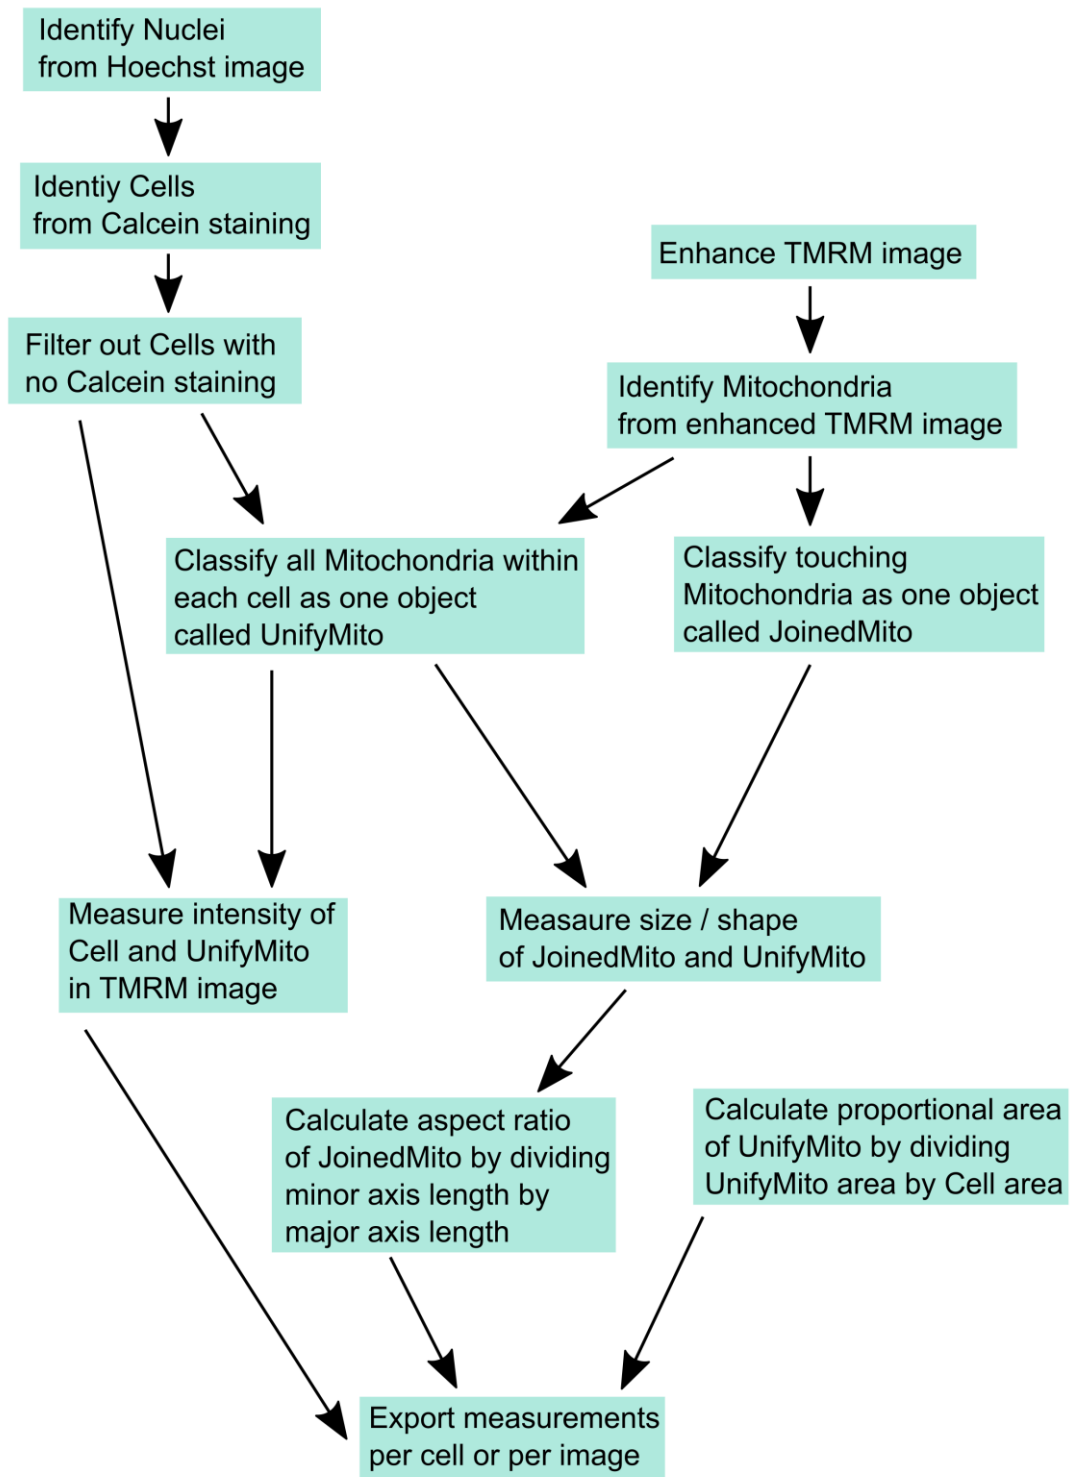 Identify Nuclei
from Hoechst image
Identiy Cells
from Calcein staining
Enhance TMRM image
Filter out Cells with
no Calcein staining
Identify Mitochondria
from enhanced TMRM image
Classify all Mitochondria within
each cell as one object
called UnifyMito
Classify touching
Mitochondria as one object
called JoinedMito
Measure intensity of
Cell and UnifyMito
in TMRM image
Measaure size / shape
of JoinedMito and UnifyMito
Calculate aspect ratio
of JoinedMito by dividing
minor axis length by
major axis length
Calculate proportional area
of UnifyMito by dividing
UnifyMito area by Cell area
Export measurements
per cell or per image